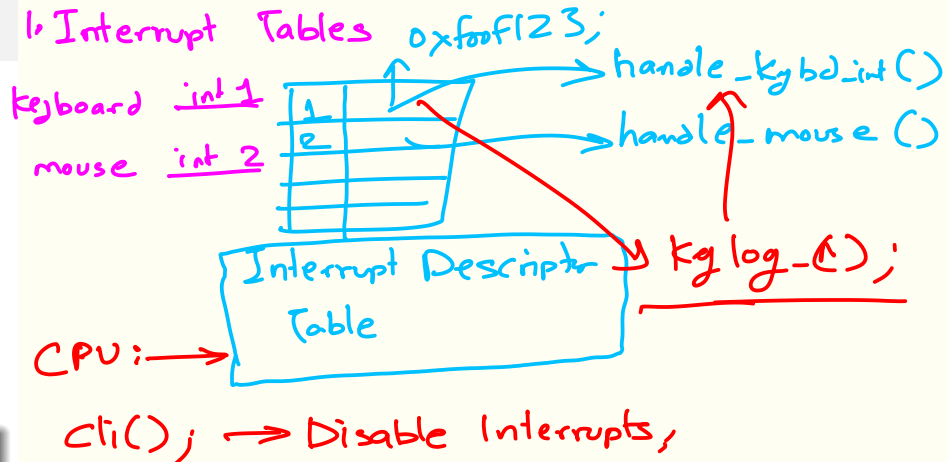 1. Interrupt Tables 0xf00f123;
keyboard int 1
mouse int 2
1
2
handle_kybd_int()
handle_mouse()
Interrupt Descriptor
Table
kglog_();
CPU:
cli(); → Disable Interrupts,